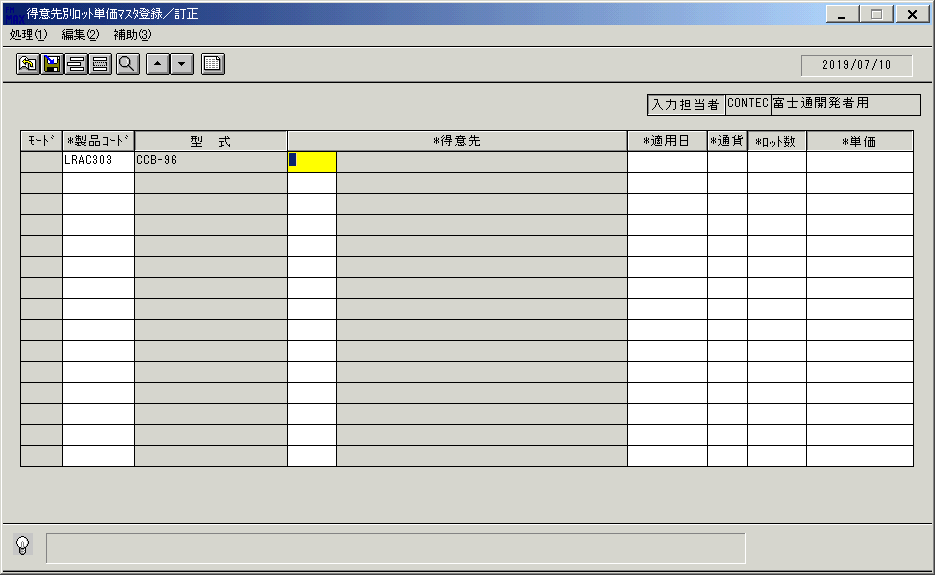 得意先別ﾛｯﾄ単価ﾏｽﾀ登録／訂正
処理(1) 編集(2) 補助(3)
2019/07/10
入力担当者 CONTEC 富士通開発者用
ﾓｰﾄﾞ *製品ｺｰﾄﾞ 型 式 *得意先 *適用日 *通貨 *ﾛｯﾄ数 *単価
LRAC303 CCB-96